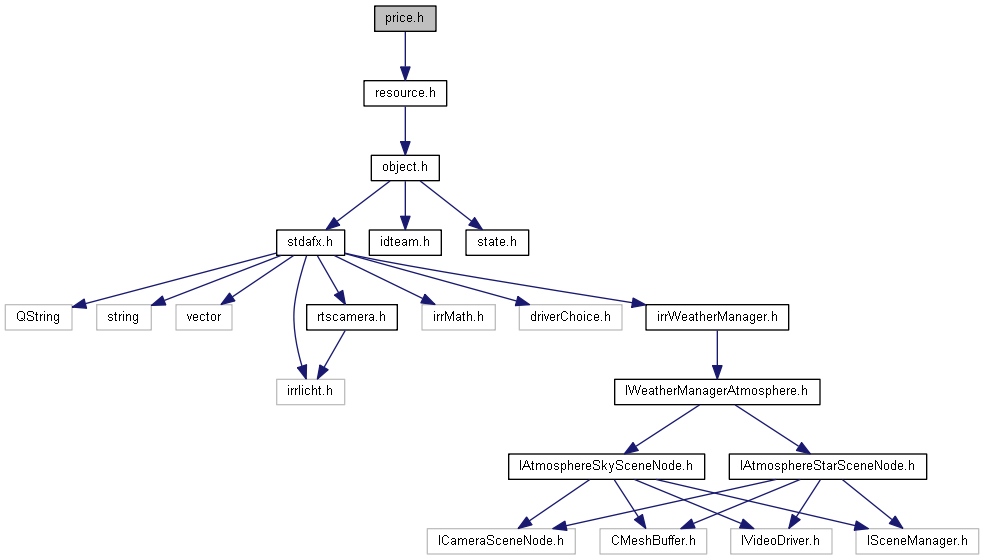 price.h
resource.h
object.h
stdafx.h
idteam.h
state.h
QString
string
vector
rtscamera.h
irrMath.h
driverChoice.h
irrWeatherManager.h
irrlicht.h
IWeatherManagerAtmosphere.h
IAtmosphereSkySceneNode.h
IAtmosphereStarSceneNode.h
ICameraSceneNode.h
CMeshBuffer.h
IVideoDriver.h
ISceneManager.h